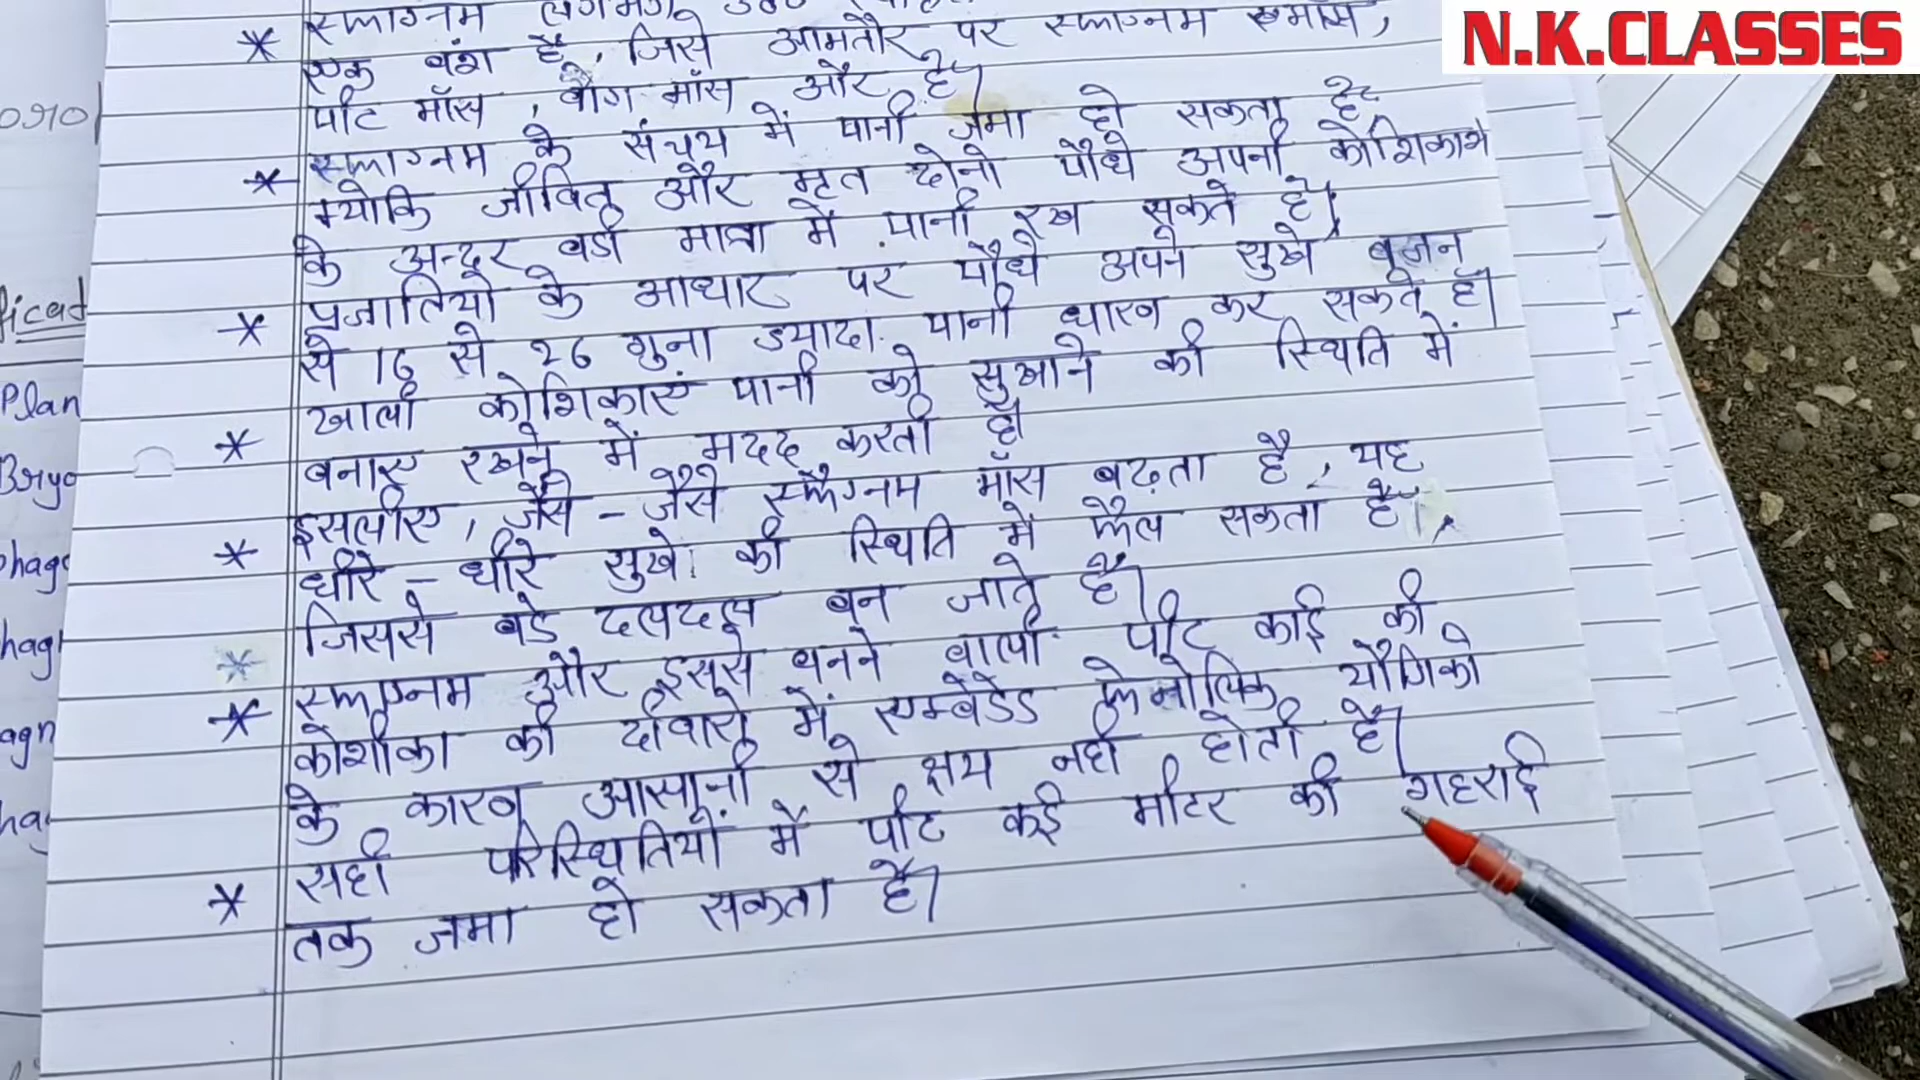 N.K.CLASSES
* स्फाग्नम लगभग 380
एक वंश है, जिसे आमतौर पर स्फाग्नम
पीट मॉस, बोग मॉस और है।
* स्फाग्नम के संचय में पानी जमा हो सकता है,
क्योकि जीवित और मृत दोनो पौधे अपनी कोशिकाओ
के अन्दर बडी मात्रा में पानी रख सकते है।
* प्रजातियो के आधार पर पौधे अपने सुखे वजन
से 16 से 26 गुना ज्यादा पानी धारण कर सकते है।
* खाली कोशिकाएं पानी को सुखाने की स्थिति में
बनाए रखने में मदद करती है।
* इसलीए, जैसे - जैसे स्फैग्नम मॉस बढ़ता है, यह
धीरे - धीरे सुखे की स्थिति में फैल सकता है,
जिससे बडे दलदल बन जाते है।
* स्फाग्नम और इससे बनने वाली पीट काई की
कोशीका की दीवारो में एम्बेडेड फेनोलिक यौगिको
के कारण आसानी से क्षय नही होती है।
* सही परिस्थितियों में पीट कई मीटर की गहराई
तक जमा हो सकता है।
Plan